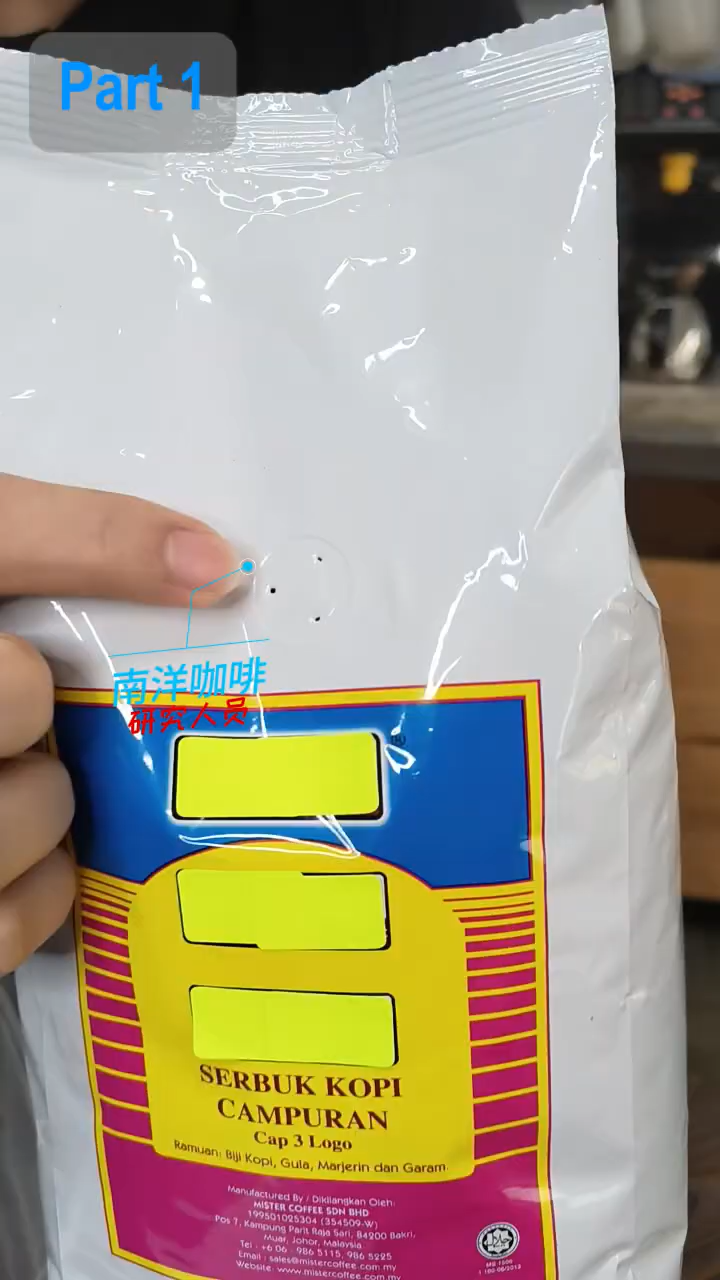 Part 1
南洋咖啡
研究人员
®
SERBUK KOPI
CAMPURAN
Cap 3 Logo
Ramuan: Biji Kopi, Gula, Marjerin dan Garam.
Manufactured By / Dikilangkan Oleh:
MISTER COFFEE SDN BHD
199501025304 (354509-W)
Pos 7, Kampung Parit Raja Sari, 84200 Bakri,
Muar, Johor, Malaysia
Tel : +6 06 - 986 5115, 986 5225
Email : sales@mistercoffee.com.my
Website: www.mistercoffee.com.my
MS 1500